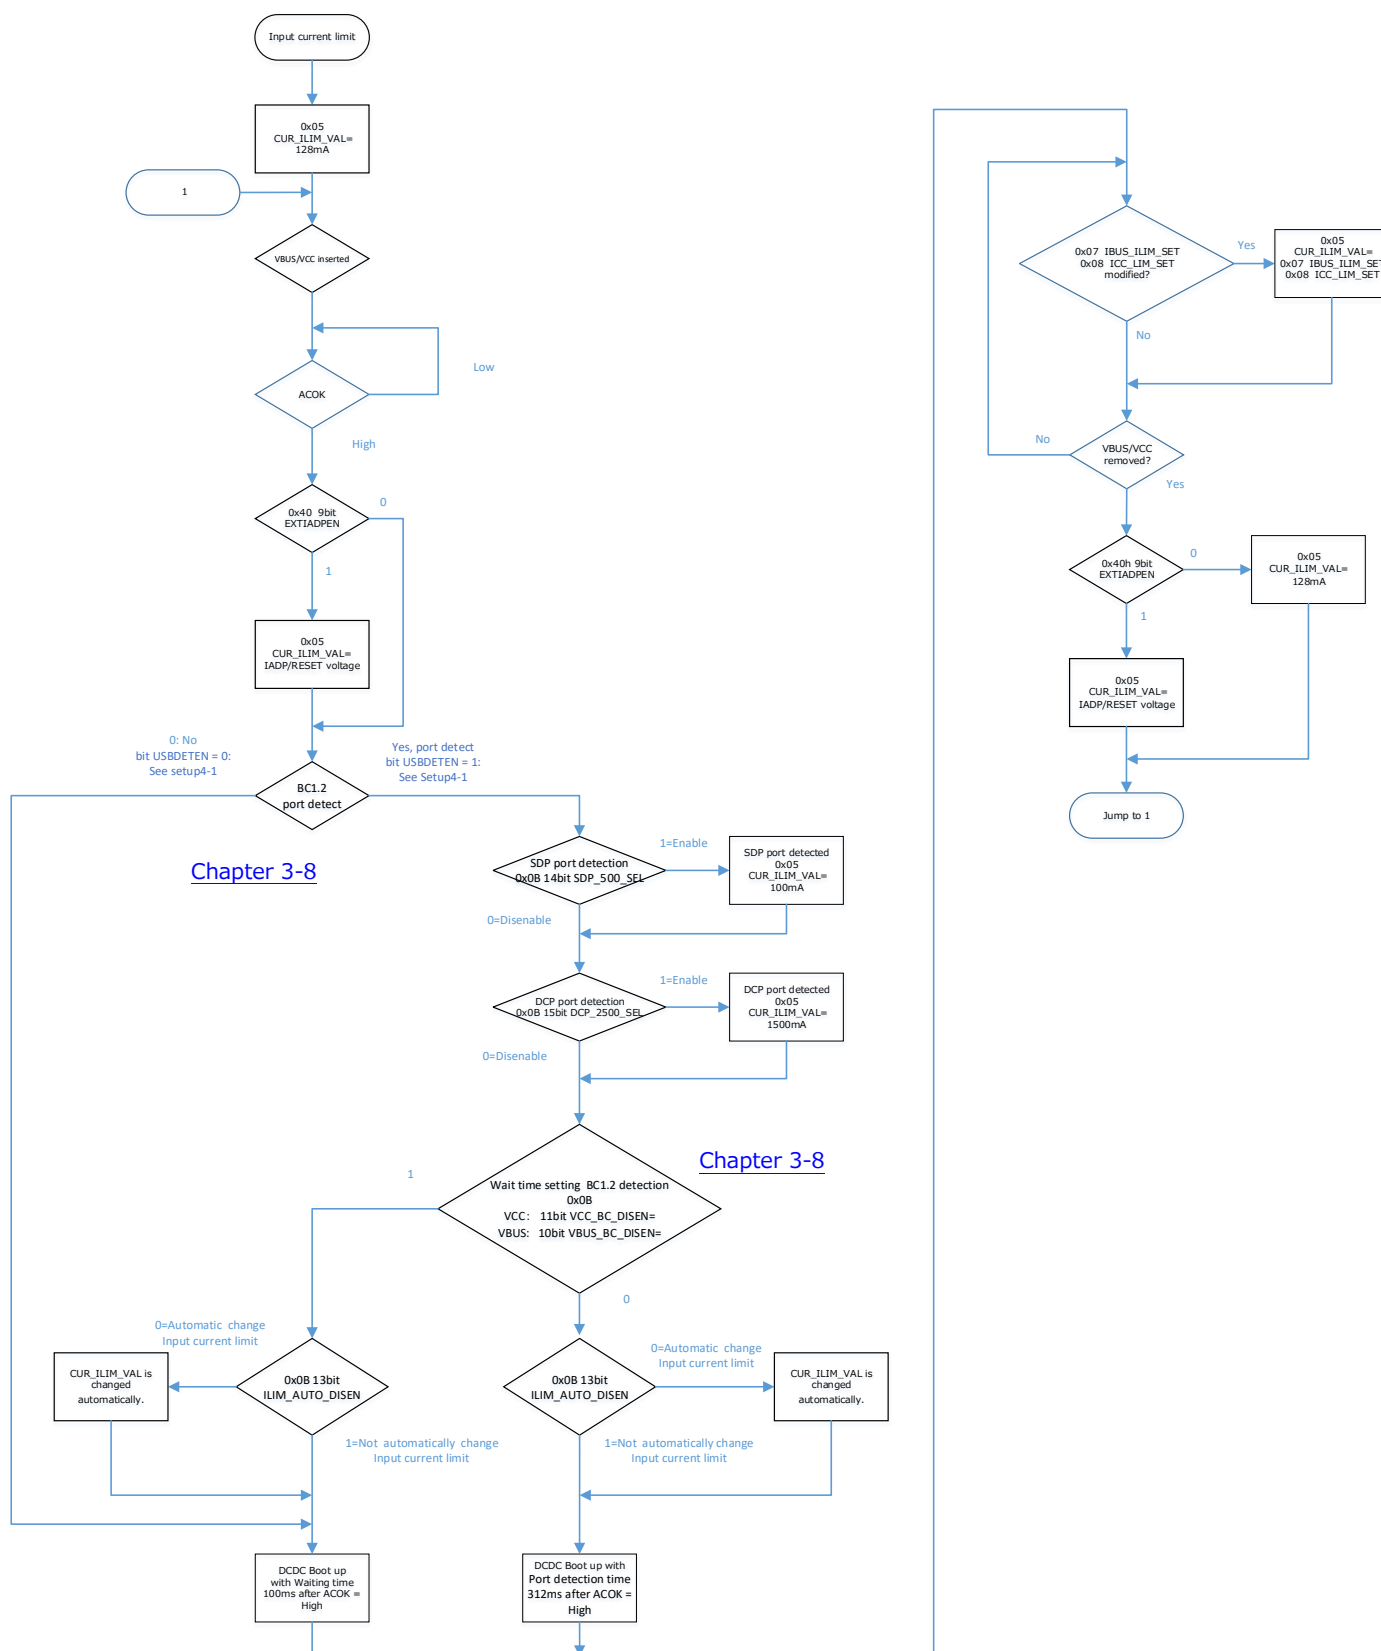 Input current limit
0x05
CUR_ILIM_VAL=
128mA
1
VBUS/VCC inserted
Low
ACOK
High
0x40 9bit
EXTIADPEN
0
1
0x05
CUR_ILIM_VAL=
IADP/RESET voltage
0: No
bit USBDETEN = 0:
See setup4-1
Yes, port detect
bit USBDETEN = 1:
See Setup4-1
BC1.2
port detect
Chapter 3-8
SDP port detection
0x0B 14bit SDP_500_SEL
1=Enable
SDP port detected
0x05
CUR_ILIM_VAL=
100mA
0=Disenable
DCP port detection
0x0B 15bit DCP_2500_SEL
1=Enable
DCP port detected
0x05
CUR_ILIM_VAL=
1500mA
0=Disenable
Chapter 3-8
1
Wait time setting BC1.2 detection
0x0B
VCC: 11bit VCC_BC_DISEN=
VBUS: 10bit VBUS_BC_DISEN=
0
0=Automatic change
Input current limit
CUR_ILIM_VAL is
changed
automatically.
0x0B 13bit
ILIM_AUTO_DISEN
1=Not automatically change
Input current limit
0x0B 13bit
ILIM_AUTO_DISEN
0=Automatic change
Input current limit
CUR_ILIM_VAL is
changed
automatically.
1=Not automatically change
Input current limit
DCDC Boot up
with Waiting time
100ms after ACOK =
High
DCDC Boot up with
Port detection time
312ms after ACOK =
High
0x07 IBUS_ILIM_SET
0x08 ICC_LIM_SET
modified?
Yes
0x05
CUR_ILIM_VAL=
0x07 IBUS_ILIM_SET
0x08 ICC_LIM_SET
No
VBUS/VCC
removed?
No
Yes
0x40h 9bit
EXTIADPEN
0
0x05
CUR_ILIM_VAL=
128mA
1
0x05
CUR_ILIM_VAL=
IADP/RESET voltage
Jump to 1